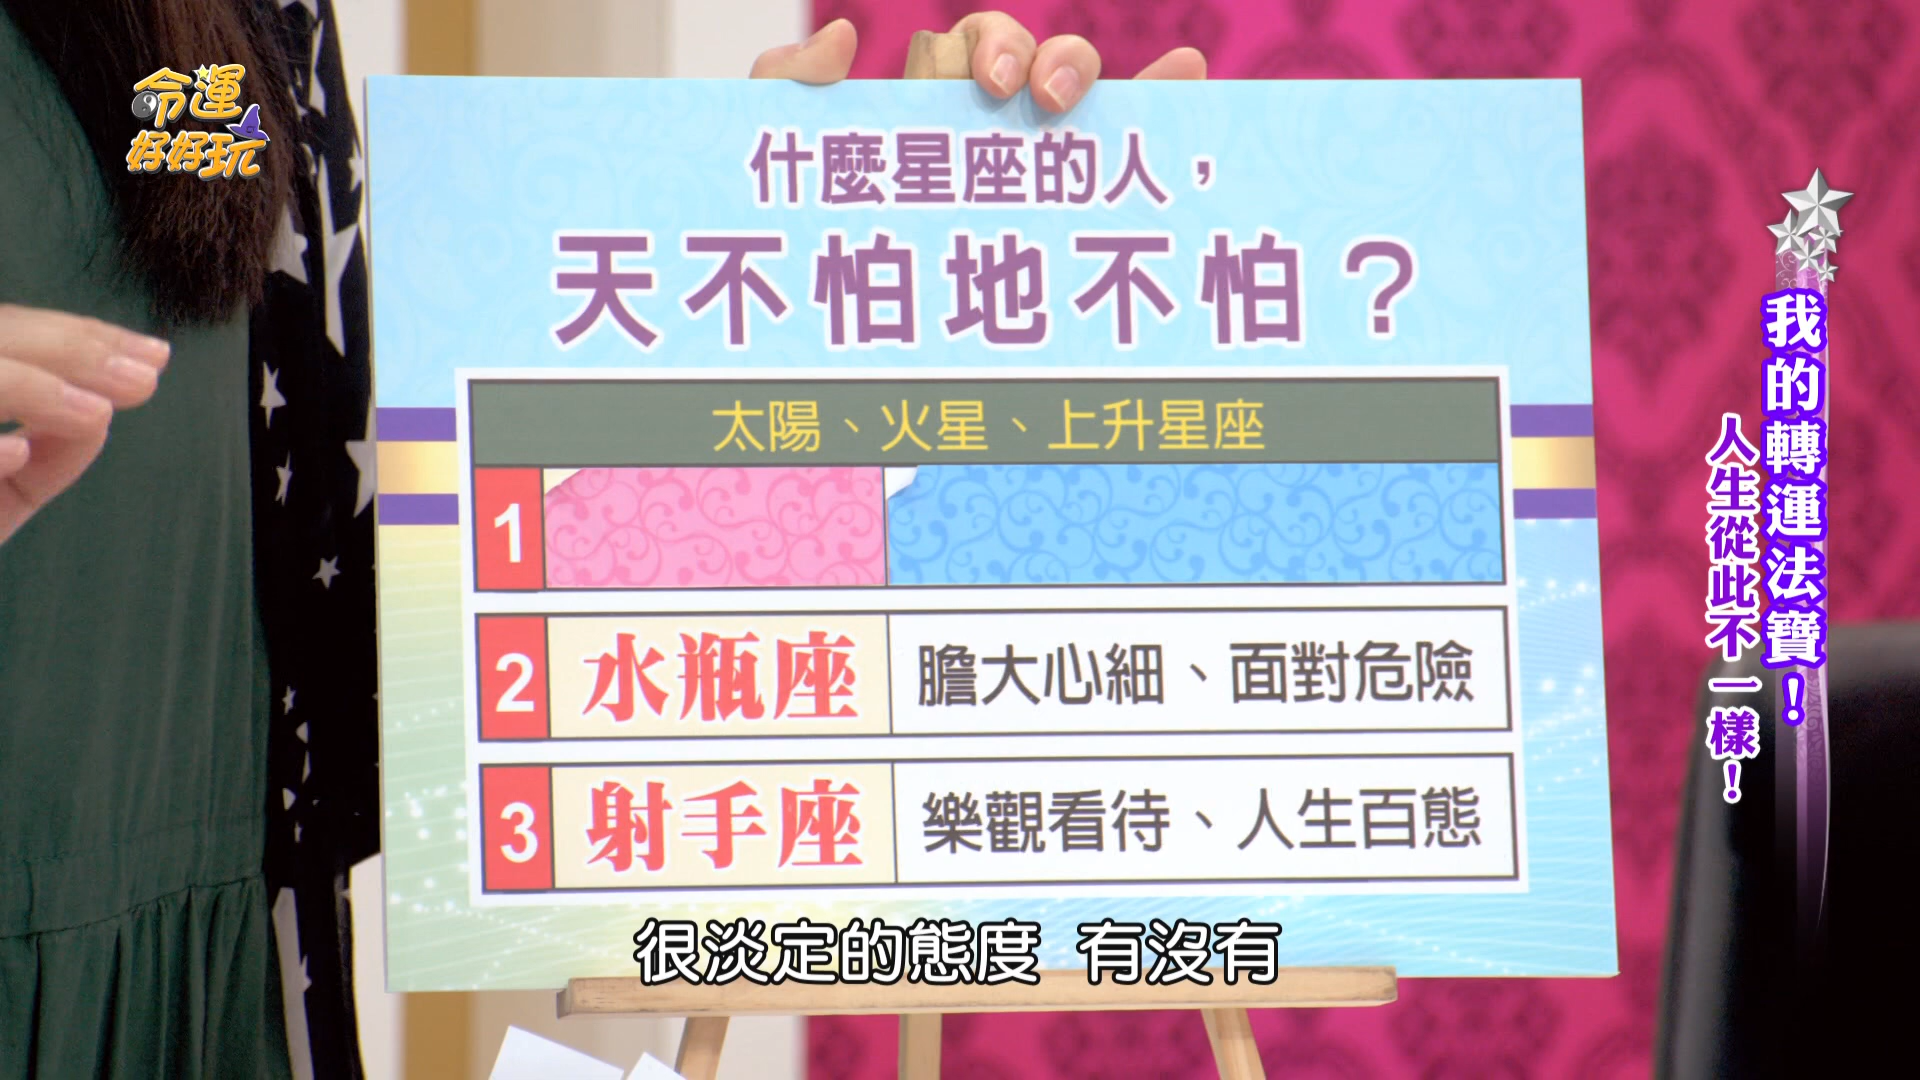 命運
好好玩
什麼星座的人，
天不怕地不怕？
太陽、火星、上升星座
1
2 水瓶座 膽大心細、面對危險
3 射手座 樂觀看待、人生百態
我的轉運法寶！
人生從此不一樣！
很淡定的態度 有沒有